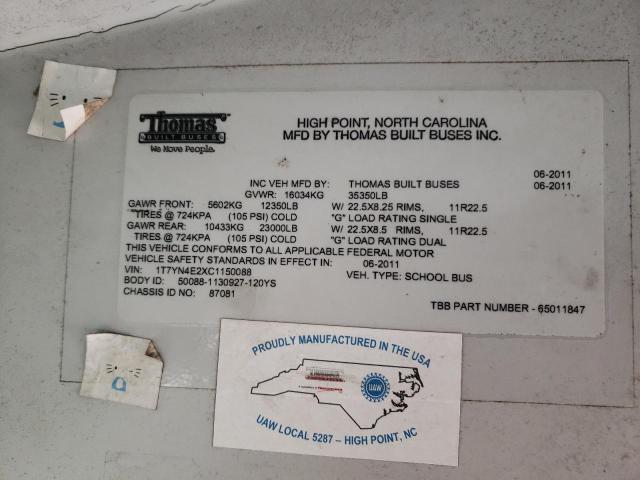 Thomas
BUILT BUSES
We Move People.
HIGH POINT, NORTH CAROLINA
MFD BY THOMAS BUILT BUSES INC.
06-2011
INC VEH MFD BY: THOMAS BUILT BUSES 06-2011
GVWR: 16034KG 35350LB
GAWR FRONT: 5602KG 12350LB W/ 22.5X8.25 RIMS, 11R22.5
TIRES @ 724KPA (105 PSI) COLD "G" LOAD RATING SINGLE
GAWR REAR: 10433KG 23000LB W/ 22.5X8.5 RIMS, 11R22.5
TIRES @ 724KPA (105 PSI) COLD "G" LOAD RATING DUAL
THIS VEHICLE CONFORMS TO ALL APPLICABLE FEDERAL MOTOR
VEHICLE SAFETY STANDARDS IN EFFECT IN: 06-2011
VIN: 1T7YN4E2XC1150088 VEH. TYPE: SCHOOL BUS
BODY ID: 50088-1130927-120YS
CHASSIS ID NO: 87081
TBB PART NUMBER - 65011847
PROUDLY MANUFACTURED IN THE USA
UAW
UAW LOCAL 5287 – HIGH POINT, NC